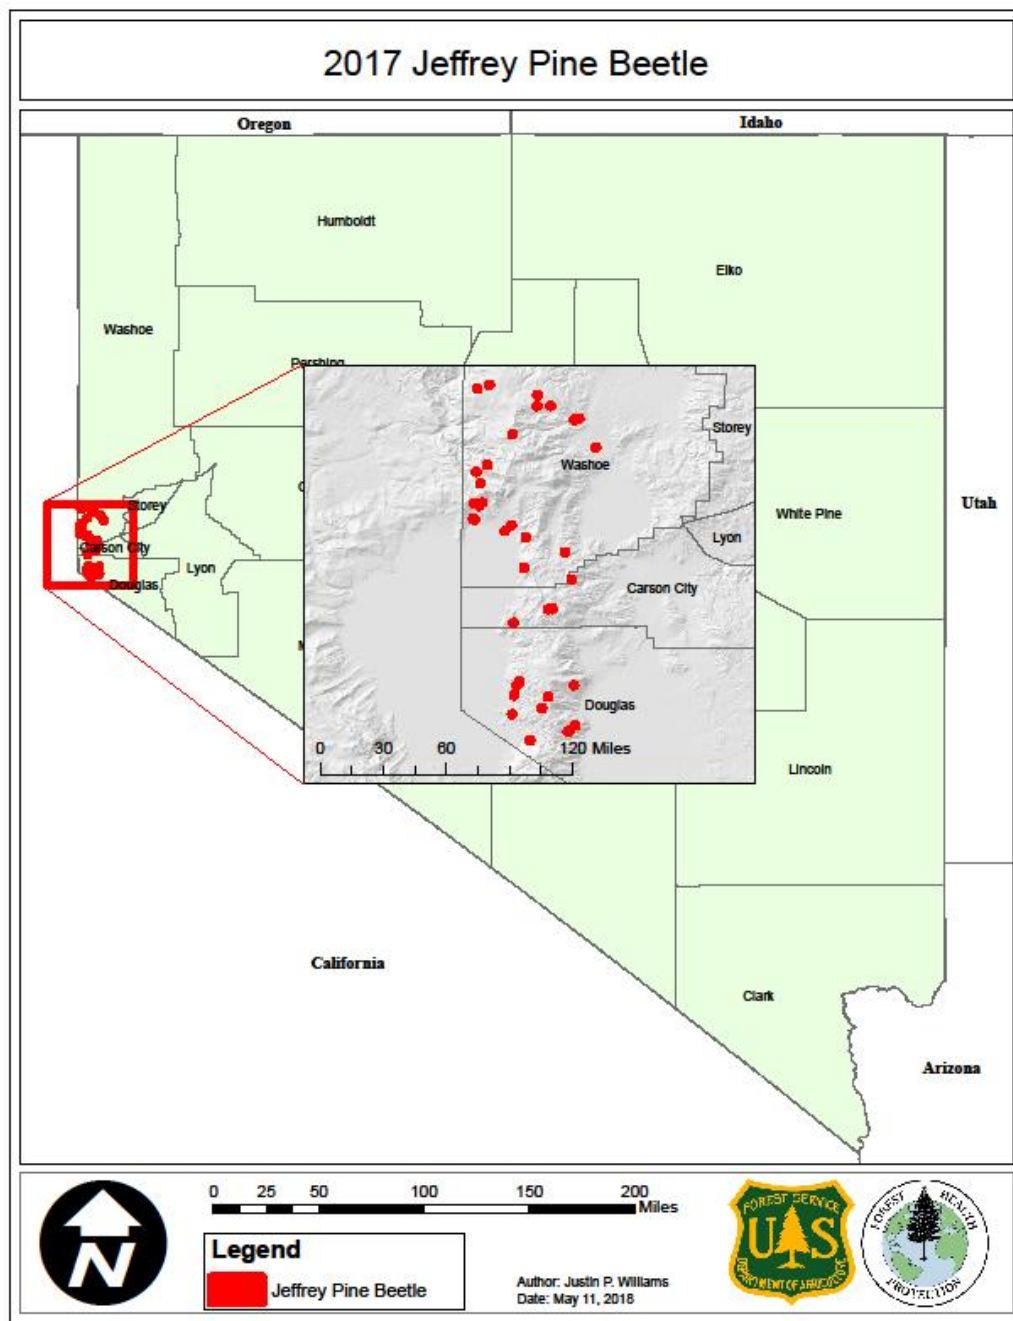 2017 Jeffrey Pine Beetle
Oregon
Idaho
Humboldt
Elko
Washoe
Pershing
Storey
Washoe
Storey
White Pine
Utah
Lyon
Carson City
Lyon
Carson City
Douglas
Douglas
0 30 60 120 Miles
Lincoln
California
Clark
Arizona
N
0 25 50 100 150 200
Miles
Legend
Jeffrey Pine Beetle
Author: Justin P. Williams
Date: May 11, 2018
FOREST SERVICE
U S
DEPARTMENT OF AGRICULTURE
FOREST HEALTH
PROTECTION